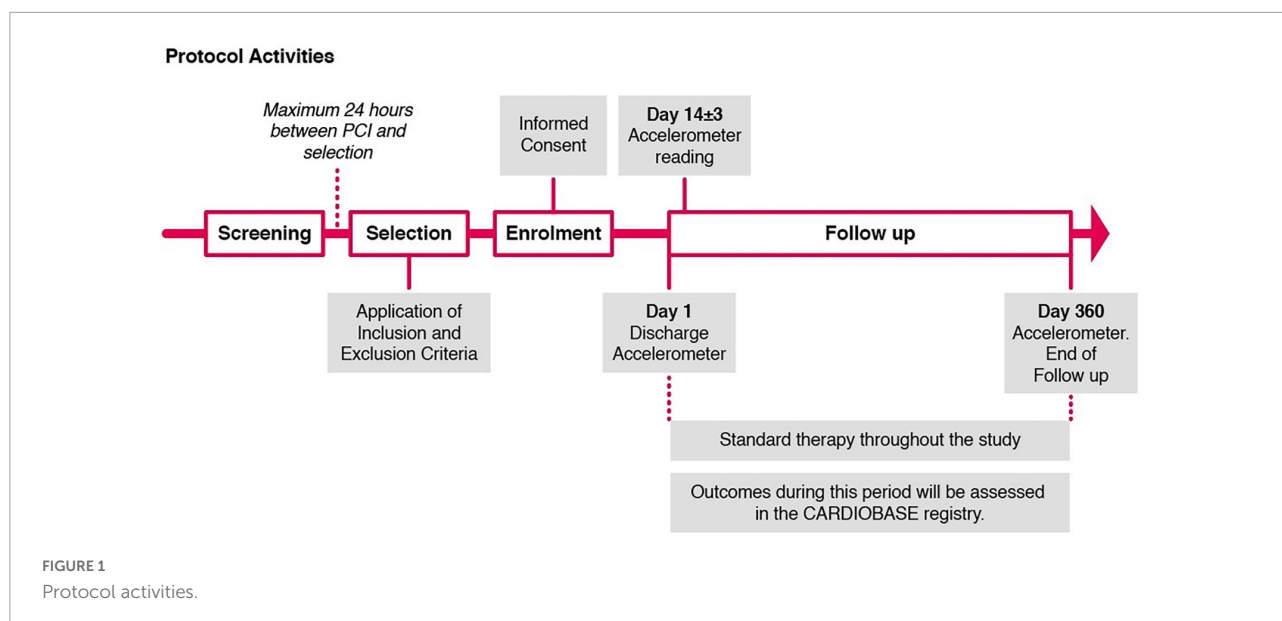 Protocol Activities
Maximum 24 hours
between PCI and
selection
Informed
Consent
Day 14±3
Accelerometer
reading
Screening
Selection
Enrolment
Follow up
Application of
Inclusion and
Exclusion Criteria
Day 1
Discharge
Accelerometer
Day 360
Accelerometer.
End of
Follow up
Standard therapy throughout the study
Outcomes during this period will be assessed
in the CARDIOBASE registry.
FIGURE 1
Protocol activities.